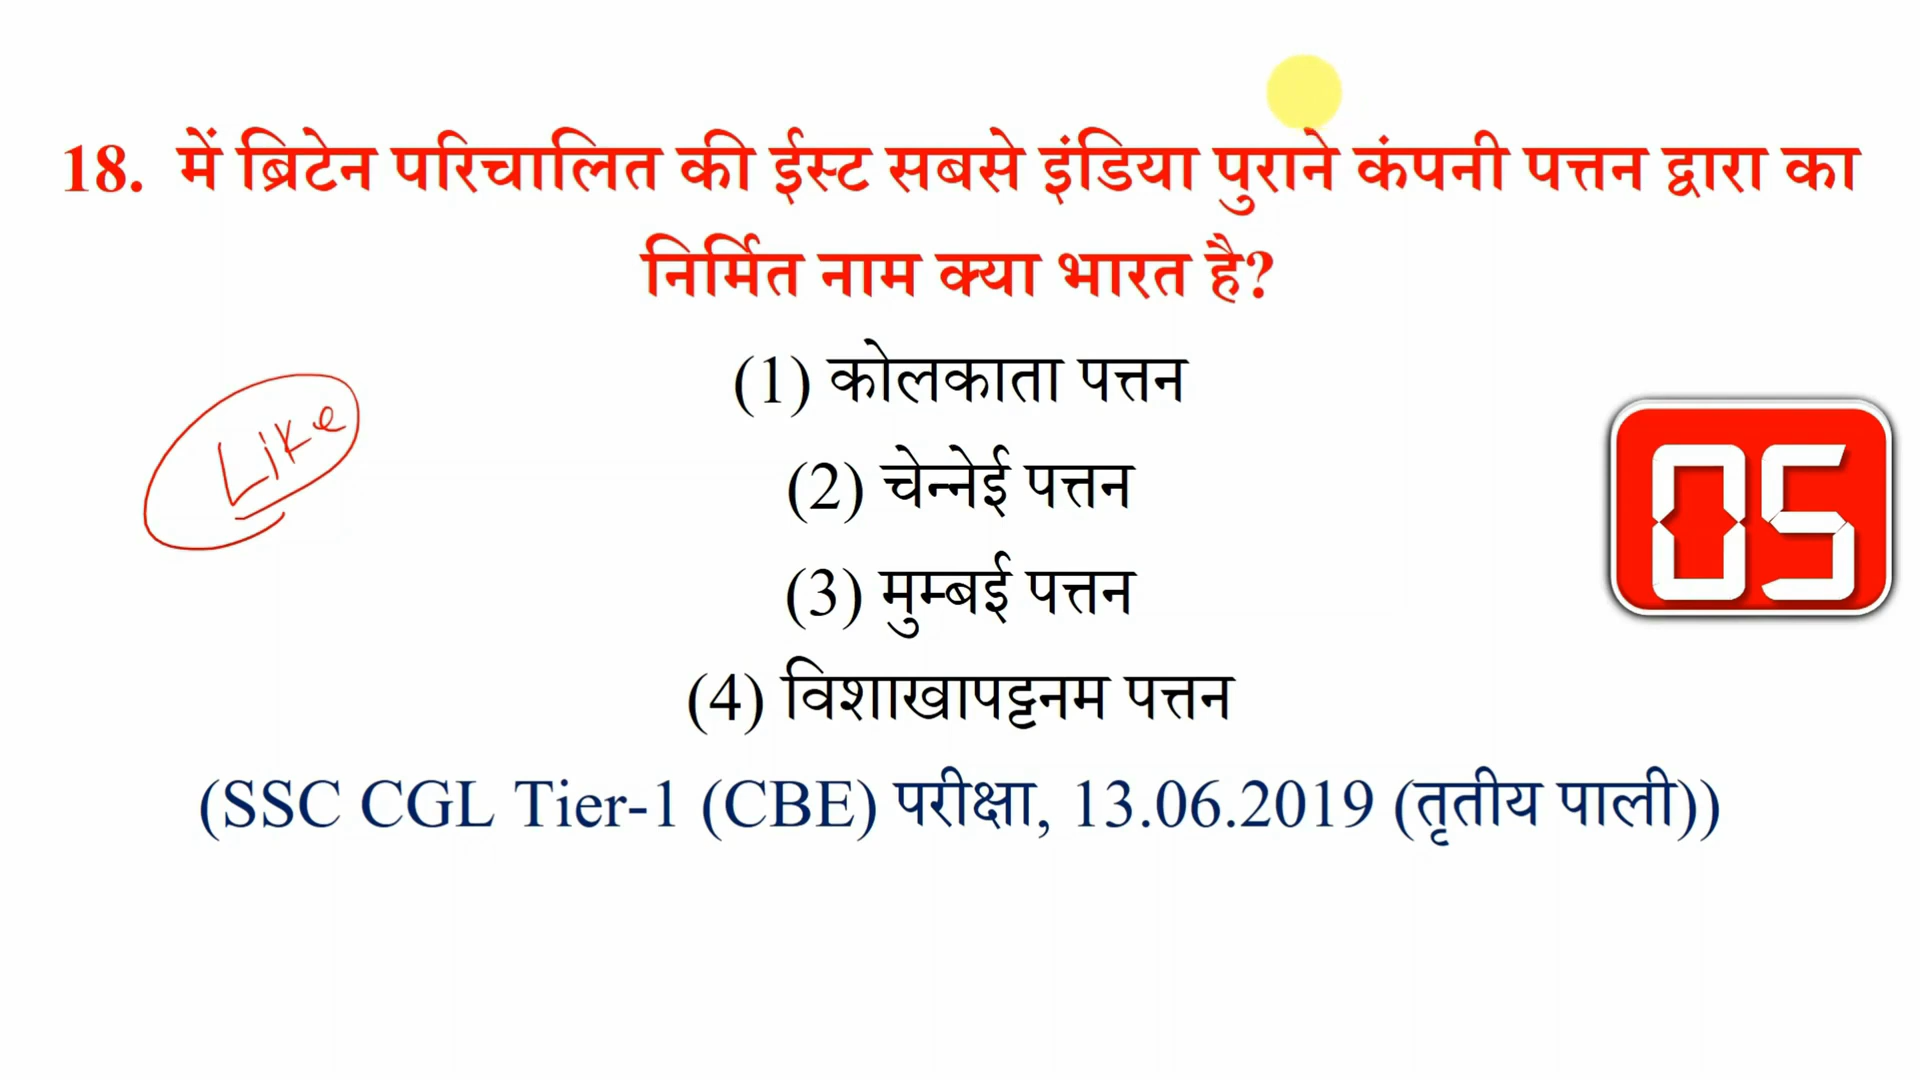 18. में ब्रिटेन परिचालित की ईस्ट सबसे इंडिया पुराने कंपनी पत्तन द्वारा का
निर्मित नाम क्या भारत है?
(1) कोलकाता पत्तन
Like
(2) चेन्नेई पत्तन
05
(3) मुम्बई पत्तन
(4) विशाखापट्टनम पत्तन
(SSC CGL Tier-1 (CBE) परीक्षा, 13.06.2019 (तृतीय पाली))